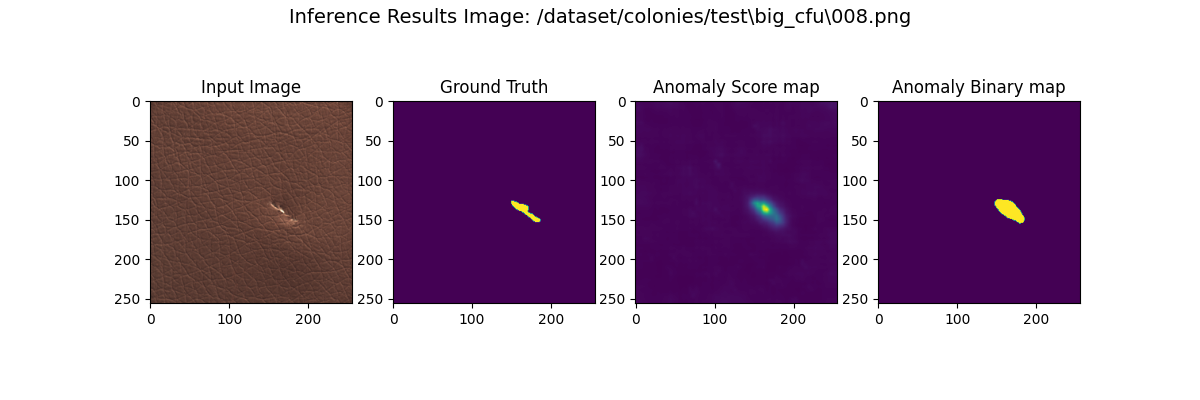 Inference Results Image: /dataset/colonies/test\big_cfu\008.png
Input Image Ground Truth Anomaly Score map Anomaly Binary map
0 0 0 0
50 50 50 50
100 100 100 100
150 150 150 150
200 200 200 200
250 250 250 250
0 100 200 0 100 200 0 100 200 0 100 200